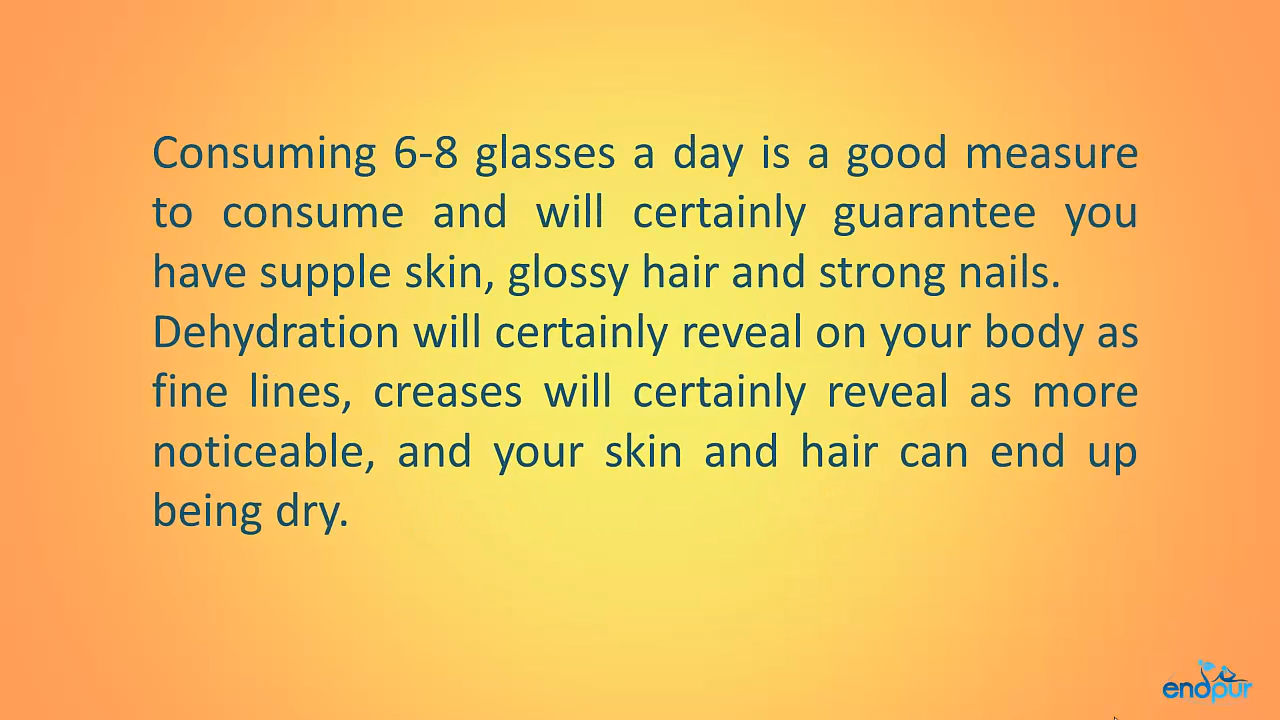 Consuming 6-8 glasses a day is a good measure
to consume and will certainly guarantee you
have supple skin, glossy hair and strong nails.
Dehydration will certainly reveal on your body as
fine lines, creases will certainly reveal as more
noticeable, and your skin and hair can end up
being dry.
endpur